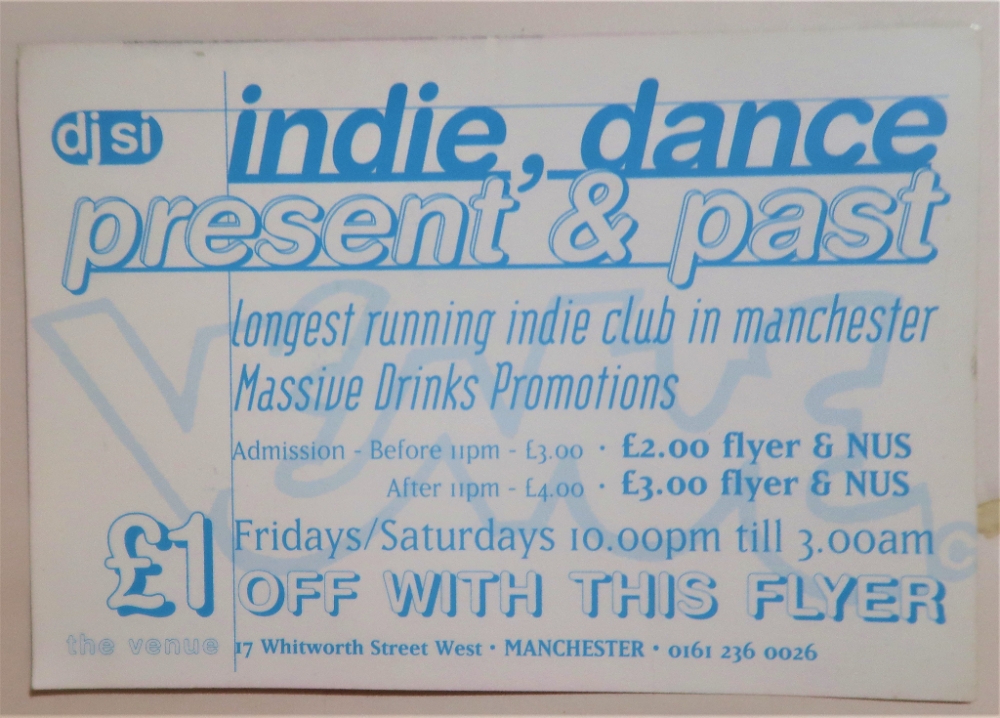 dj si
indie, dance
present & past
longest running indie club in manchester
Massive Drinks Promotions
Admission - Before 11pm - £3.00 · £2.00 flyer & NUS
After 11pm - £4.00 · £3.00 flyer & NUS
Fridays/Saturdays 10.00pm till 3.00am
£1 OFF WITH THIS FLYER
the venue 17 Whitworth Street West · MANCHESTER · 0161 236 0026
VENUE
©